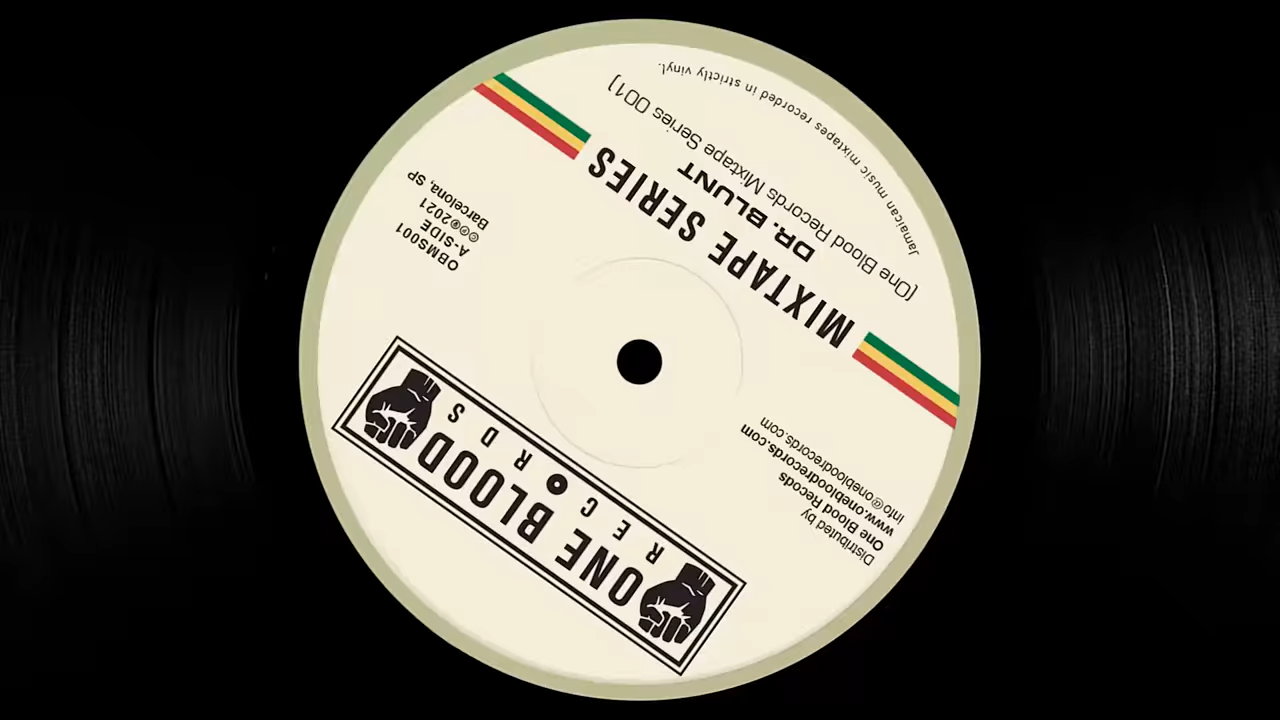 ONE BLOOD
RECORDS
Distributed by
One Blood Recods
www.onebloodrecords.com
info@onebloodrecords.com
OBMS001
A-SIDE
©®℗2021
Barcelona, SP
MIXTAPE SERIES
DR. BLUNT
(One Blood Records Mixtape Series 001)
Jamaican music mixtapes recorded in strictly vinyl.